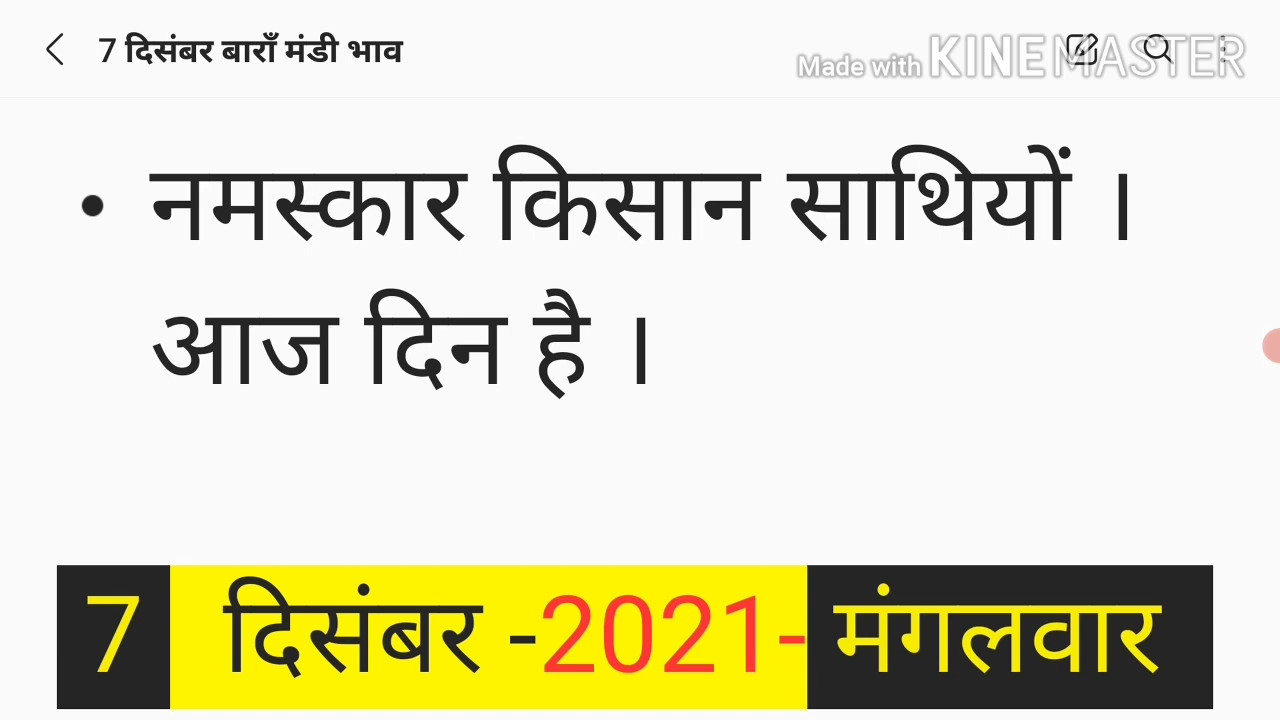 7 दिसंबर बाराँ मंडी भाव
Made with KINEMASTER
• नमस्कार किसान साथियों ।
आज दिन है ।
7 दिसंबर -2021- मंगलवार